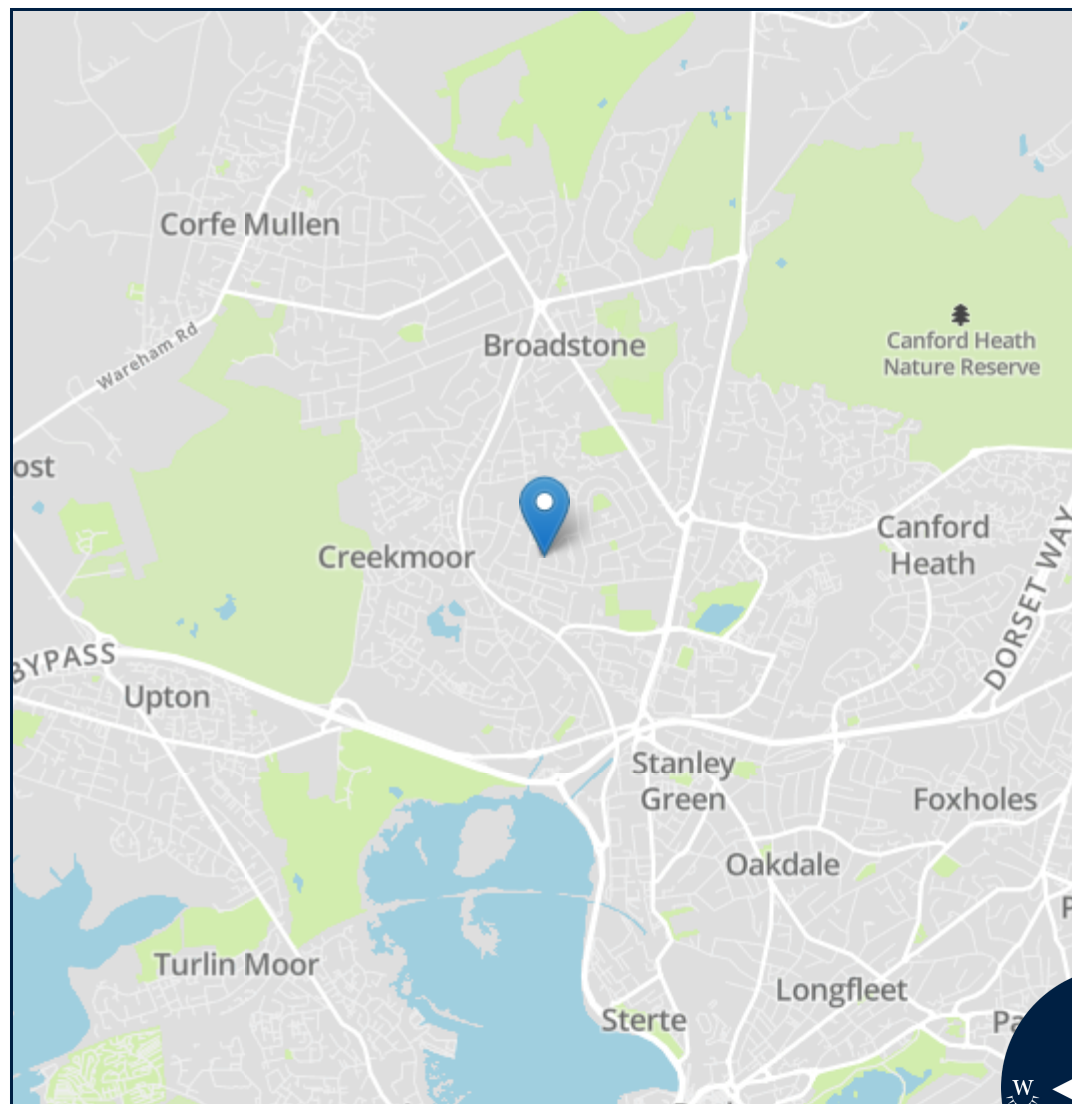 Corfe Mullen
Wareham Rd
Broadstone
Canford Heath
Nature Reserve
ost
Creekmoor
Canford
Heath
DORSET WAY
BYPASS
Upton
Stanley
Green
Foxholes
Oakdale
P
Turlin Moor
Longfleet
Sterte
Pa
W